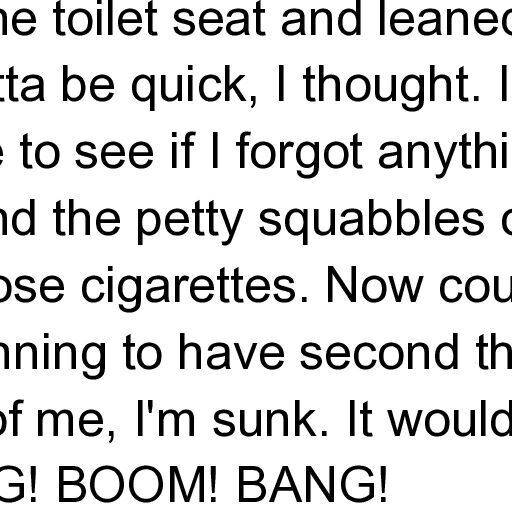 ne toilet seat and leaned
tta be quick, I thought. I
e to see if I forgot anythi
nd the petty squabbles o
ose cigarettes. Now cou
nning to have second th
of me, I'm sunk. It would
G! BOOM! BANG!